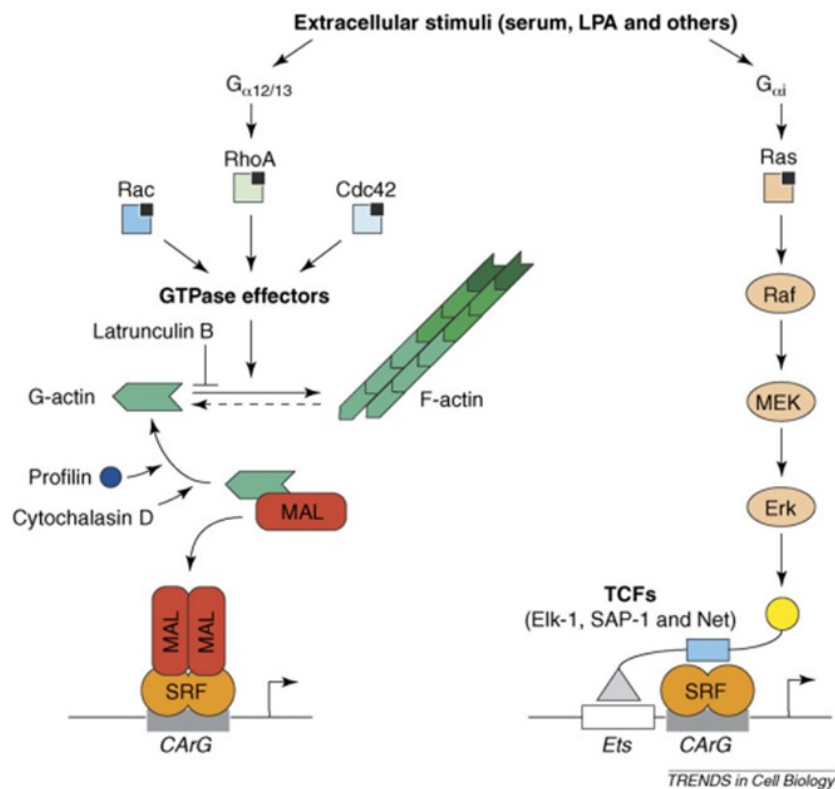 Extracellular stimuli (serum, LPA and others)
Gα12/13
Gαi
RhoA
Ras
Rac
Cdc42
GTPase effectors
Raf
Latrunculin B
G-actin
F-actin
MEK
Profilin
Cytochalasin D
MAL
Erk
TCFs
(Elk-1, SAP-1 and Net)
MAL
MAL
SRF
SRF
CArG
Ets
CArG
TRENDS in Cell Biology